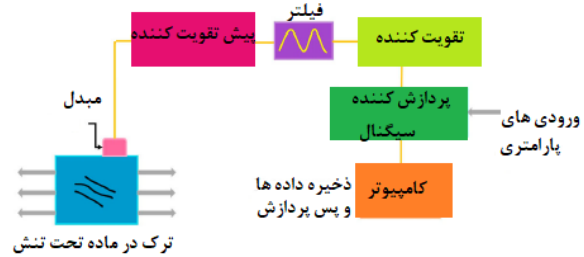 فیلتر
پیش تقویت کننده
تقویت کننده
مبدل
پردازش کننده
سیگنال
ورودی های
پارامتری
ذخیره داده ها
و پس پردازش
کامپیوتر
ترک در ماده تحت تنش